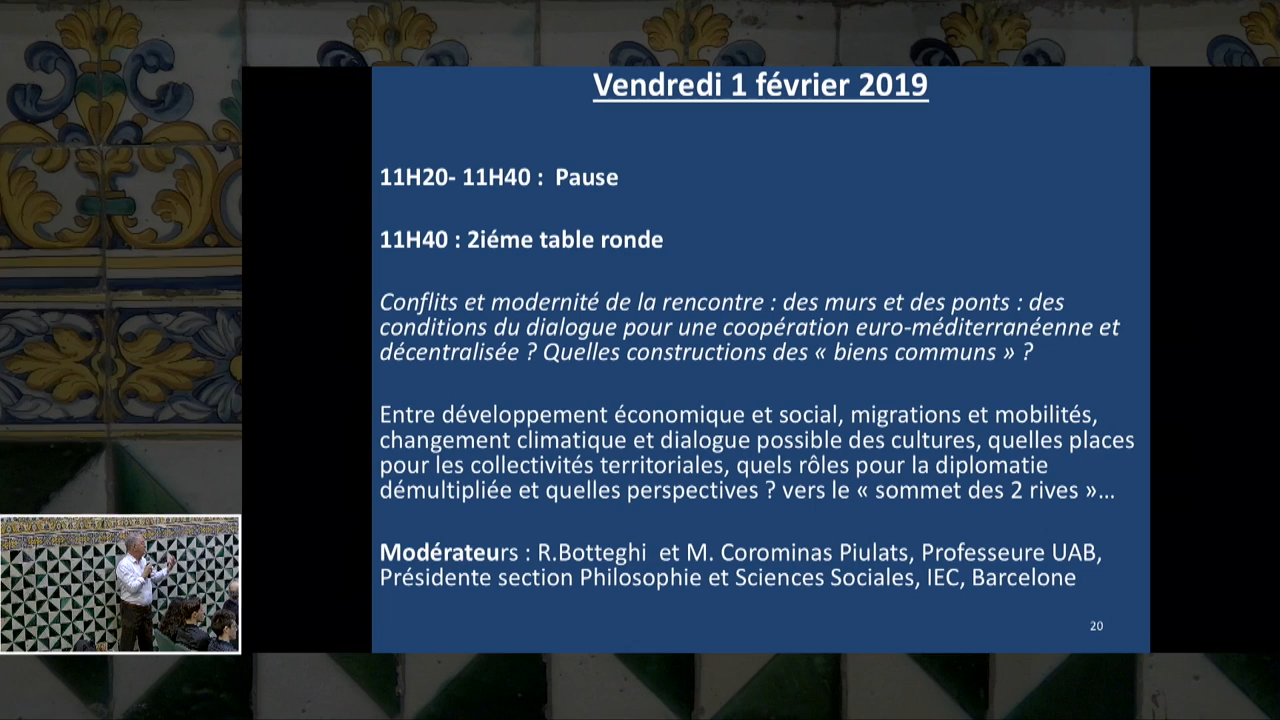 Vendredi 1 février 2019
11H20- 11H40 :  Pause
11H40 : 2iéme table ronde
Conflits et modernité de la rencontre : des murs et des ponts : des
conditions du dialogue pour une coopération euro-méditerranéenne et
décentralisée ? Quelles constructions des « biens communs » ?
Entre développement économique et social, migrations et mobilités,
changement climatique et dialogue possible des cultures, quelles places
pour les collectivités territoriales, quels rôles pour la diplomatie
démultipliée et quelles perspectives ? vers le « sommet des 2 rives »…
Modérateurs : R.Botteghi  et M. Corominas Piulats, Professeure UAB,
Présidente section Philosophie et Sciences Sociales, IEC, Barcelone
20